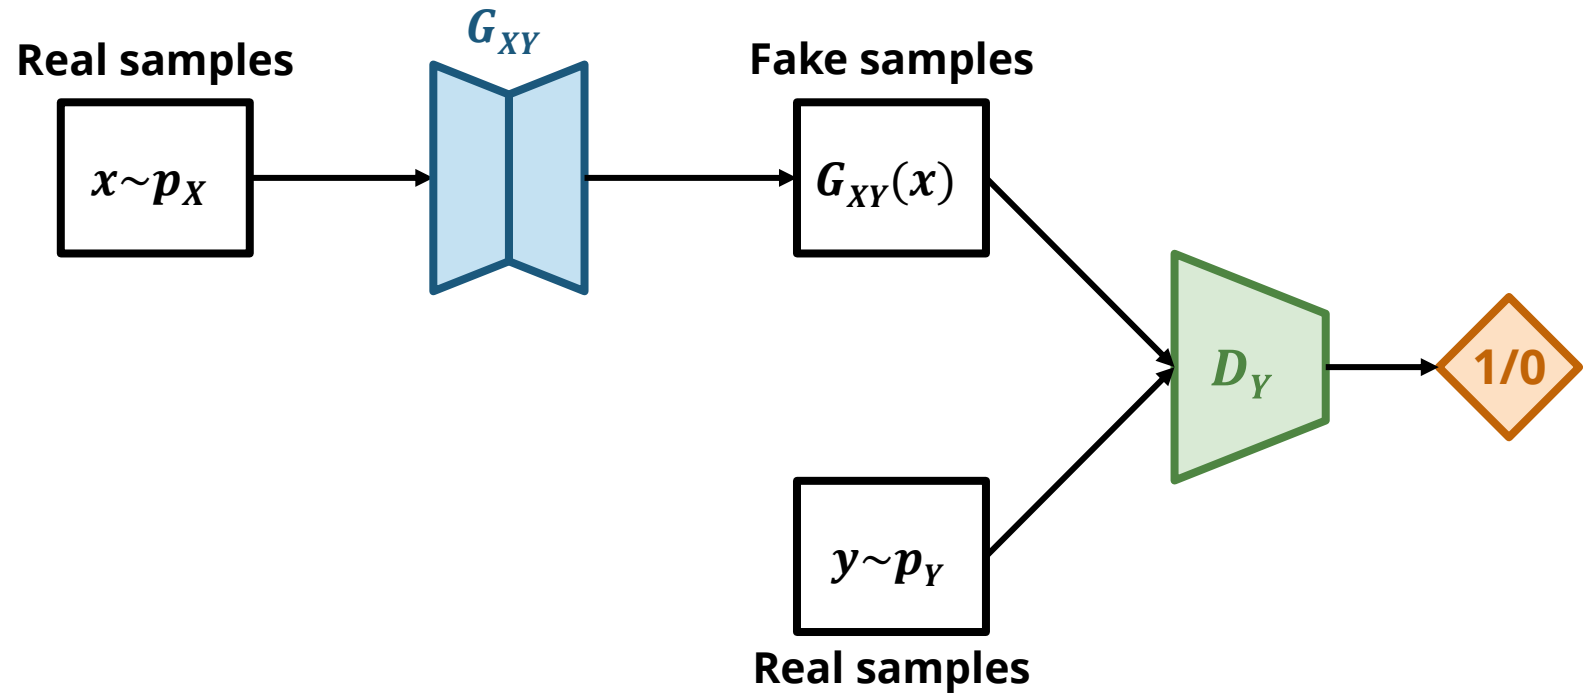 G_XY
Real samples
Fake samples
x~p_X
G_XY(x)
D_Y
1/0
y~p_Y
Real samples